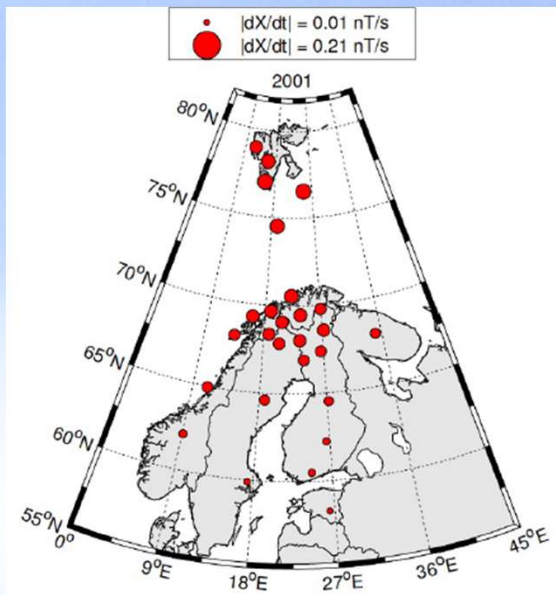 |dX/dt| = 0.01 nT/s
|dX/dt| = 0.21 nT/s
2001
80°N
75°N
70°N
65°N
60°N
55°N
0°
9°E
18°E
27°E
36°E
45°E